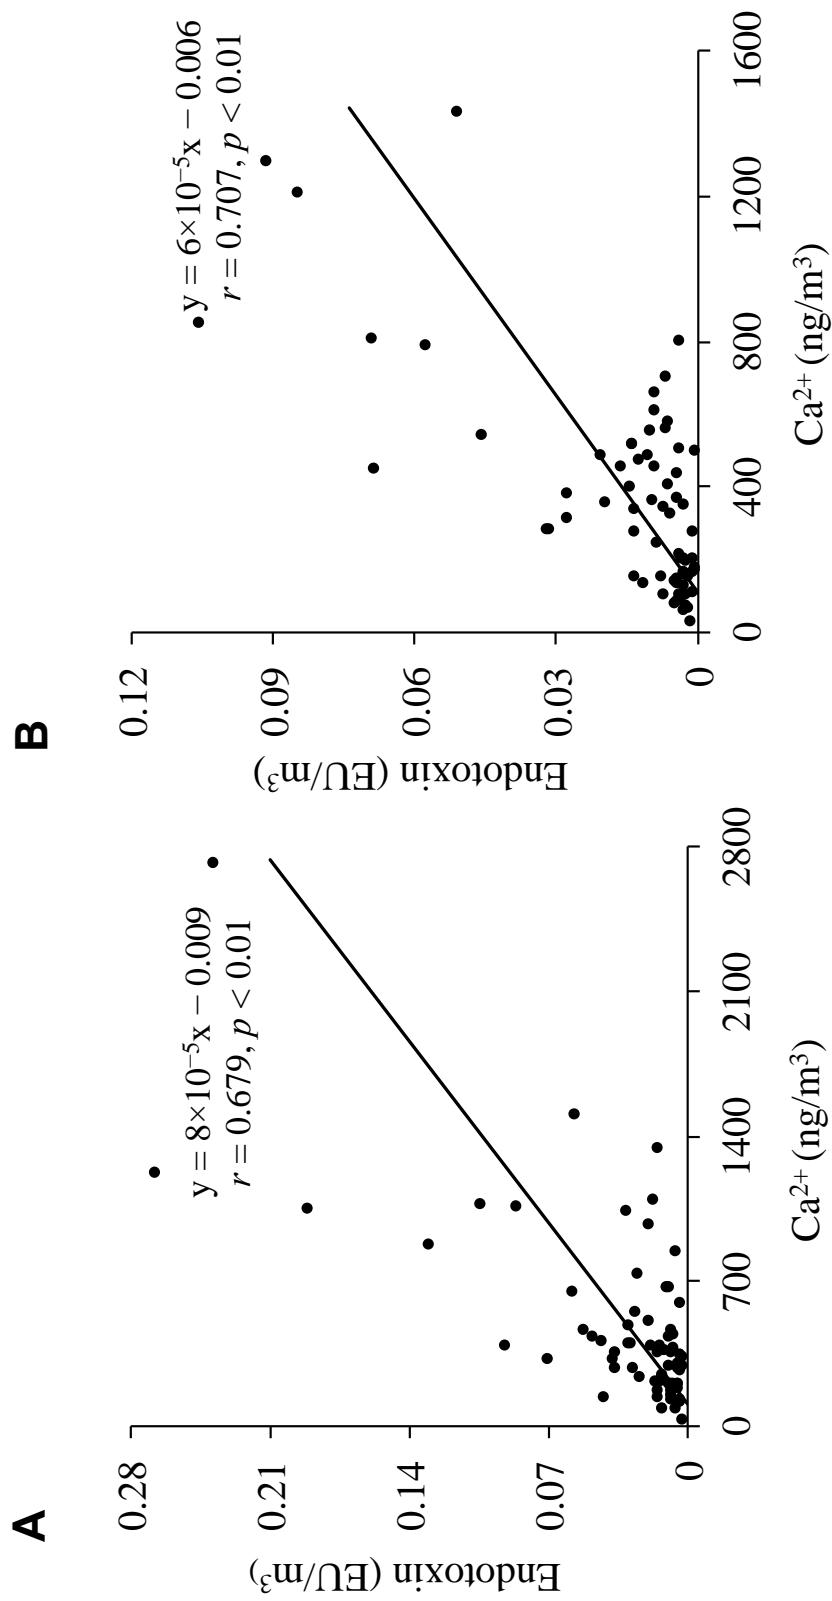 A
Endotoxin (EU/m³)
0.28
0.21
0.14
0.07
0
y = 8×10⁻⁵x − 0.009
r = 0.679, p < 0.01
0 700 1400 2100 2800
Ca²⁺ (ng/m³)
B
Endotoxin (EU/m³)
0.12
0.09
0.06
0.03
0
y = 6×10⁻⁵x − 0.006
r = 0.707, p < 0.01
0 400 800 1200 1600
Ca²⁺ (ng/m³)